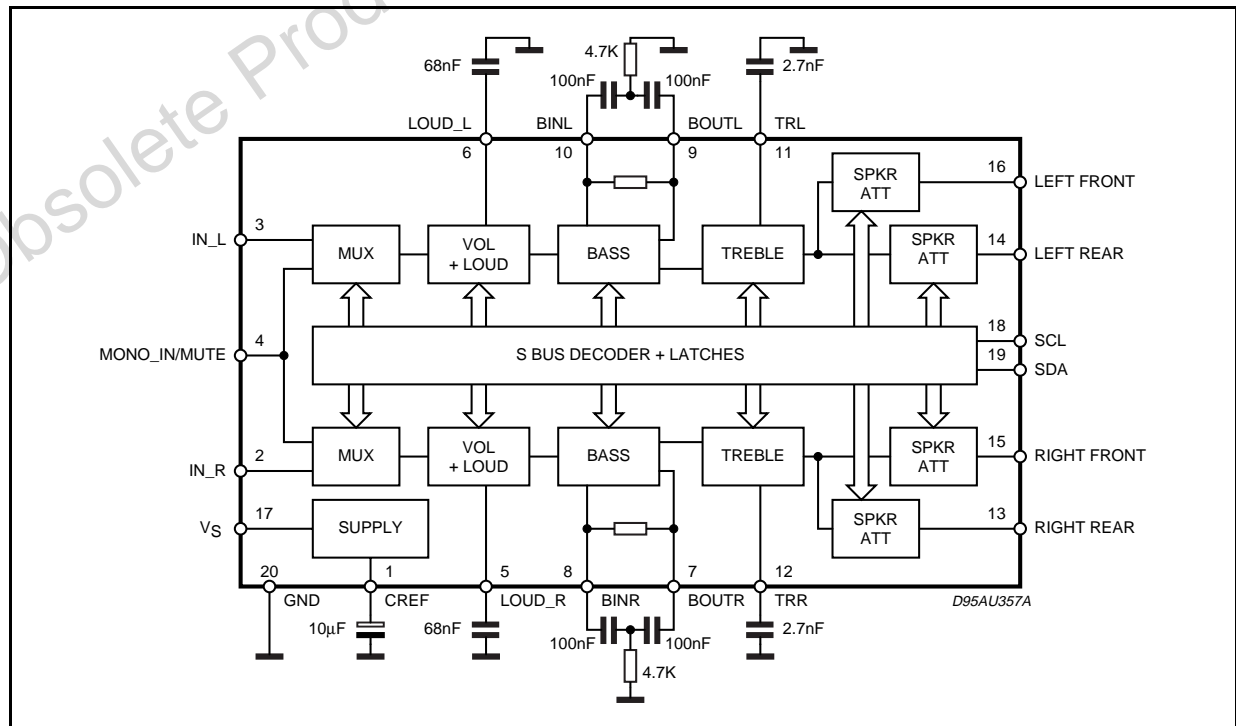 Obsolete Prod
4.7K
68nF
100nF
100nF
2.7nF
LOUD_L
BINL
BOUTL
TRL
6
10
9
11
SPKR
ATT
16
LEFT FRONT
IN_L
3
MUX
VOL
+ LOUD
BASS
TREBLE
SPKR
ATT
14
LEFT REAR
4
MONO_IN/MUTE
S BUS DECODER + LATCHES
18
SCL
19
SDA
MUX
VOL
+ LOUD
BASS
TREBLE
SPKR
ATT
15
RIGHT FRONT
2
IN_R
17
VS
SUPPLY
SPKR
ATT
13
RIGHT REAR
20
1
5
8
7
12
GND
CREF
LOUD_R
BINR
BOUTR
TRR
D95AU357A
10μF
68nF
100nF
100nF
2.7nF
4.7K